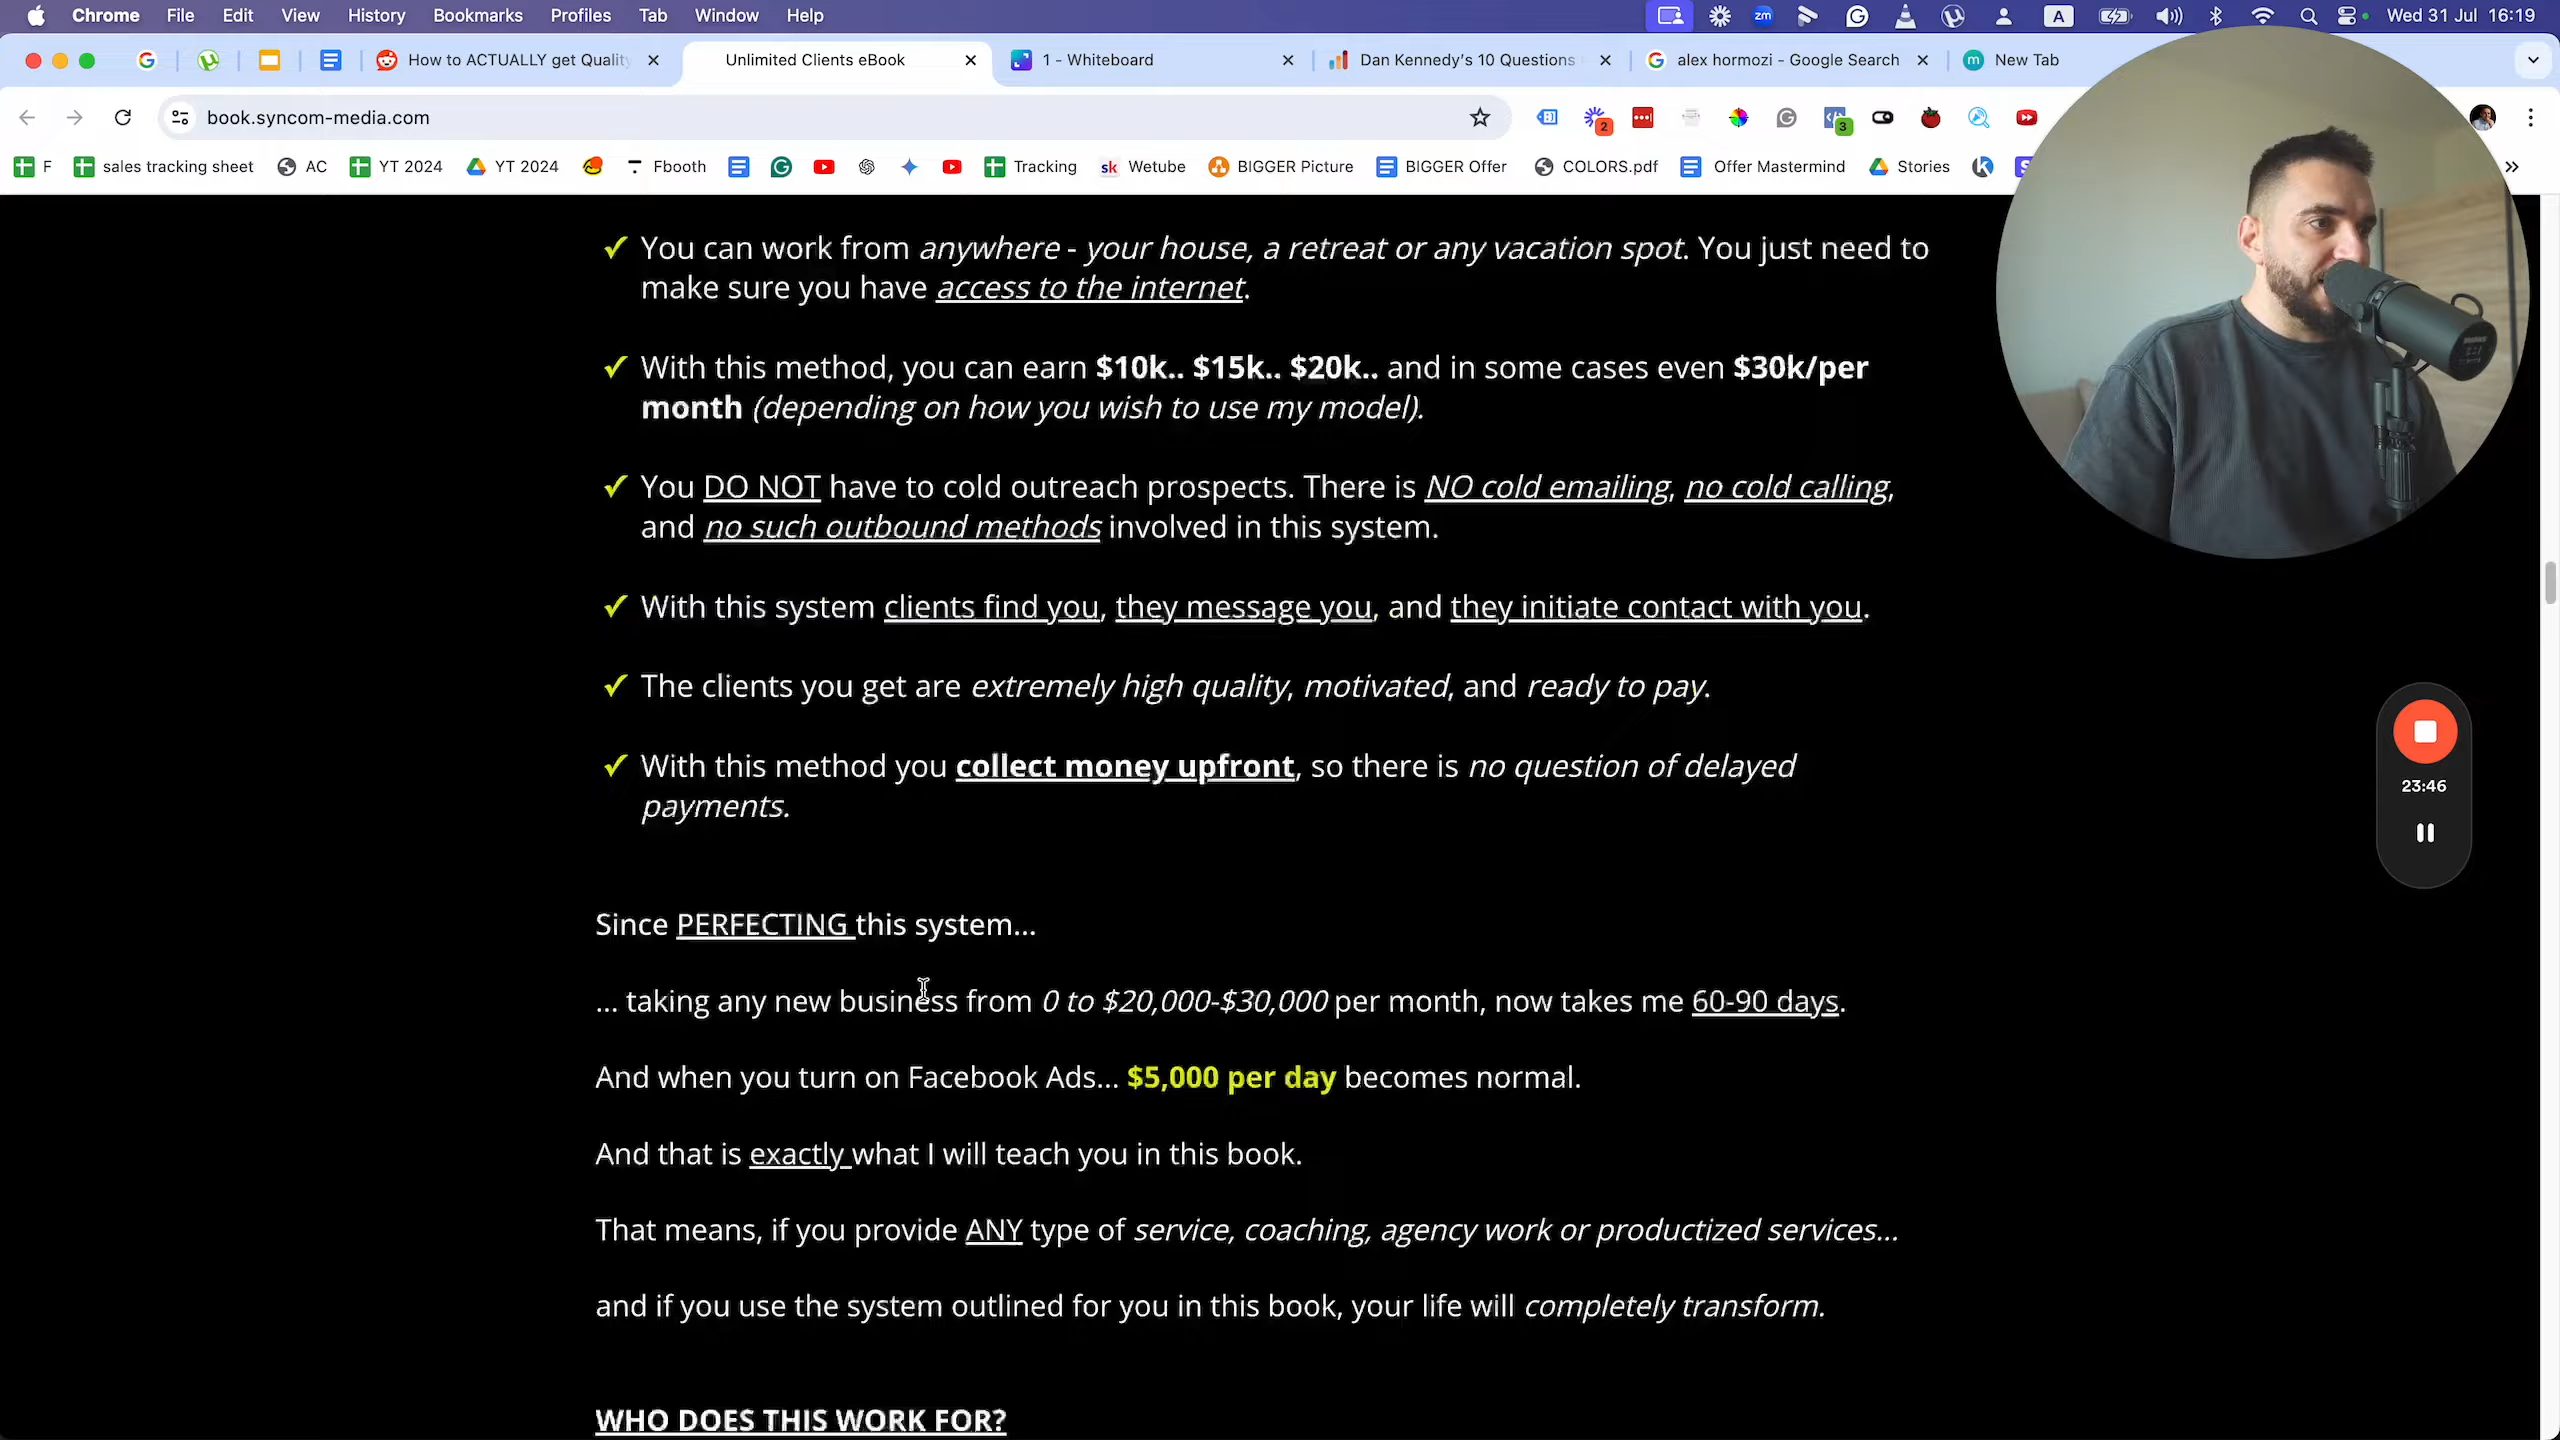 Chrome File Edit View History Bookmarks Profiles Tab Window Help zm A Wed 31 Jul 16:19
How to ACTUALLY get Quality Unlimited Clients eBook 1 - Whiteboard Dan Kennedy's 10 Questions alex hormozi - Google Search m New Tab
book.syncom-media.com 2 3
F sales tracking sheet AC YT 2024 YT 2024 Fbooth Tracking sk Wetube BIGGER Picture BIGGER Offer COLORS.pdf Offer Mastermind Stories
✓ You can work from anywhere - your house, a retreat or any vacation spot. You just need to
make sure you have access to the internet.
✓ With this method, you can earn $10k.. $15k.. $20k.. and in some cases even $30k/per
month (depending on how you wish to use my model).
✓ You DO NOT have to cold outreach prospects. There is NO cold emailing, no cold calling,
and no such outbound methods involved in this system.
✓ With this system clients find you, they message you, and they initiate contact with you.
✓ The clients you get are extremely high quality, motivated, and ready to pay.
✓ With this method you collect money upfront, so there is no question of delayed
payments.
23:46
Since PERFECTING this system...
... taking any new business from 0 to $20,000-$30,000 per month, now takes me 60-90 days.
And when you turn on Facebook Ads... $5,000 per day becomes normal.
And that is exactly what I will teach you in this book.
That means, if you provide ANY type of service, coaching, agency work or productized services...
and if you use the system outlined for you in this book, your life will completely transform.
WHO DOES THIS WORK FOR?